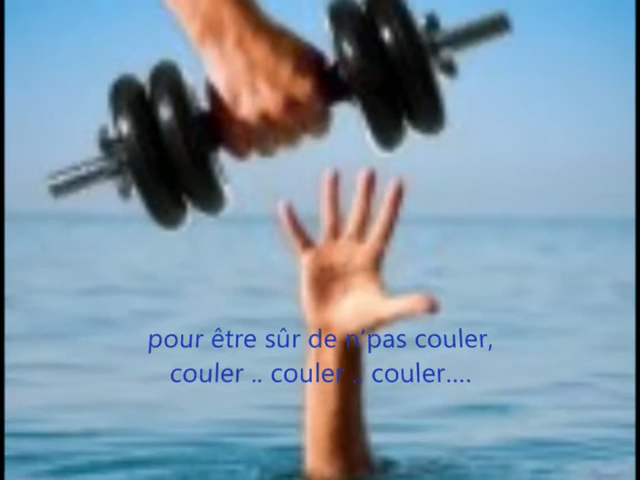 pour être sûr de n'pas couler,
couler .. couler .. couler....